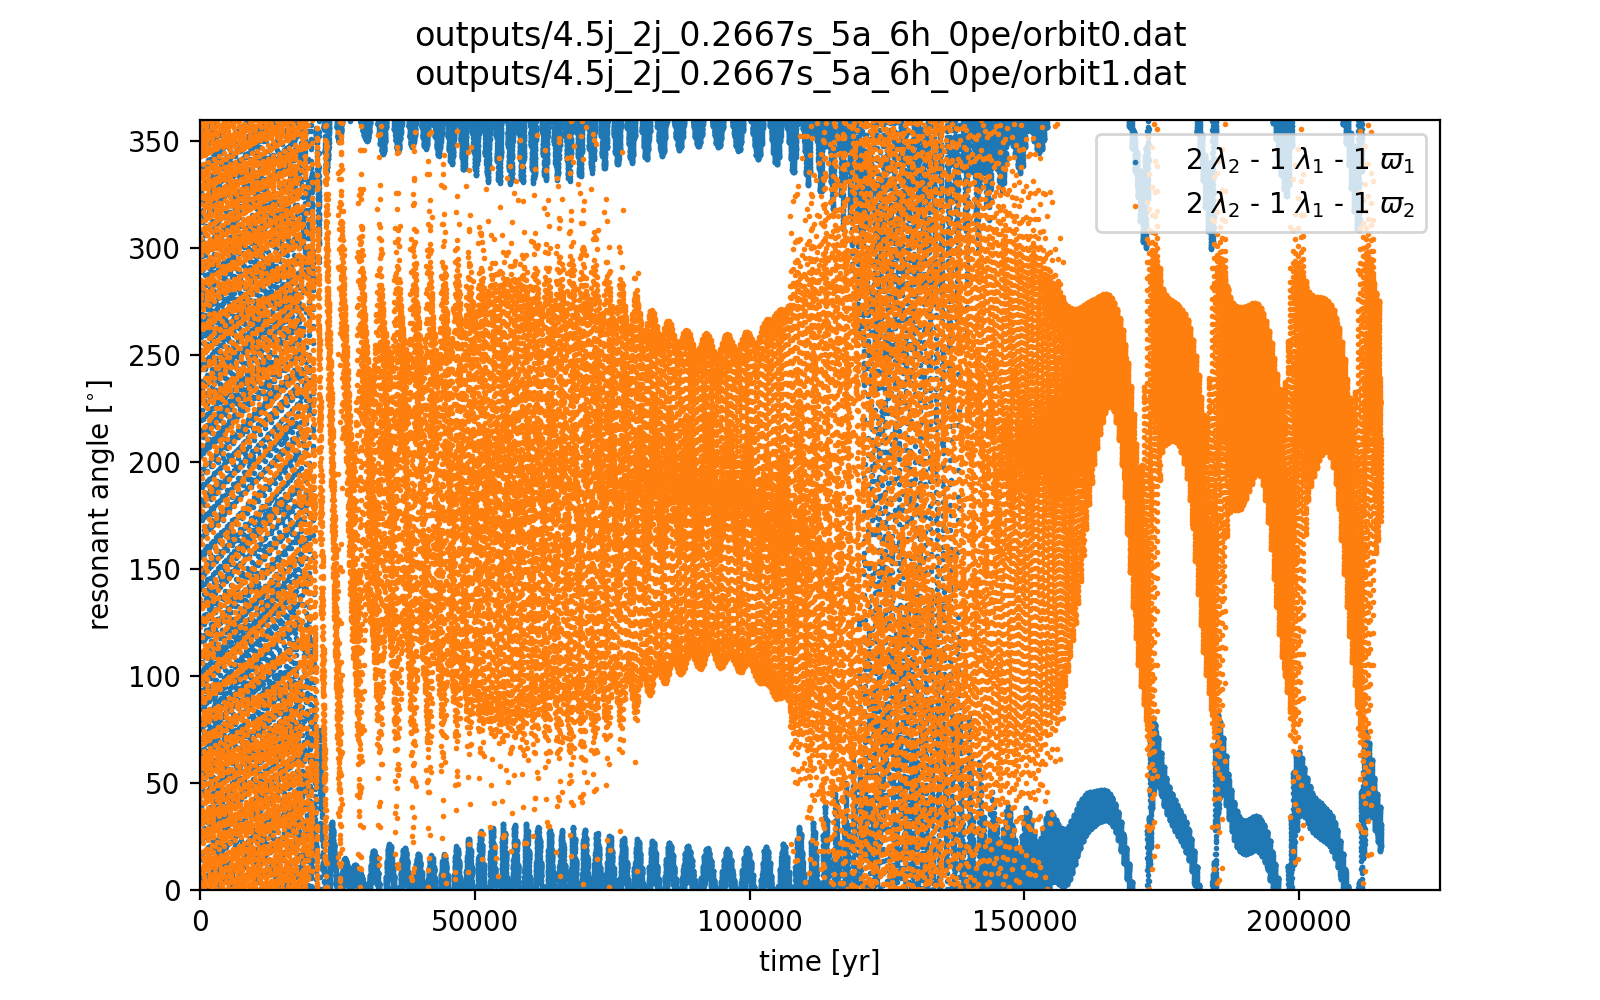 outputs/4.5j_2j_0.2667s_5a_6h_0pe/orbit0.dat
outputs/4.5j_2j_0.2667s_5a_6h_0pe/orbit1.dat
350
300
250
200
150
100
50
0
resonant angle [°]
2 λ₂ - 1 λ₁ - 1 ϖ₁
2 λ₂ - 1 λ₁ - 1 ϖ₂
0
50000
100000
150000
200000
time [yr]